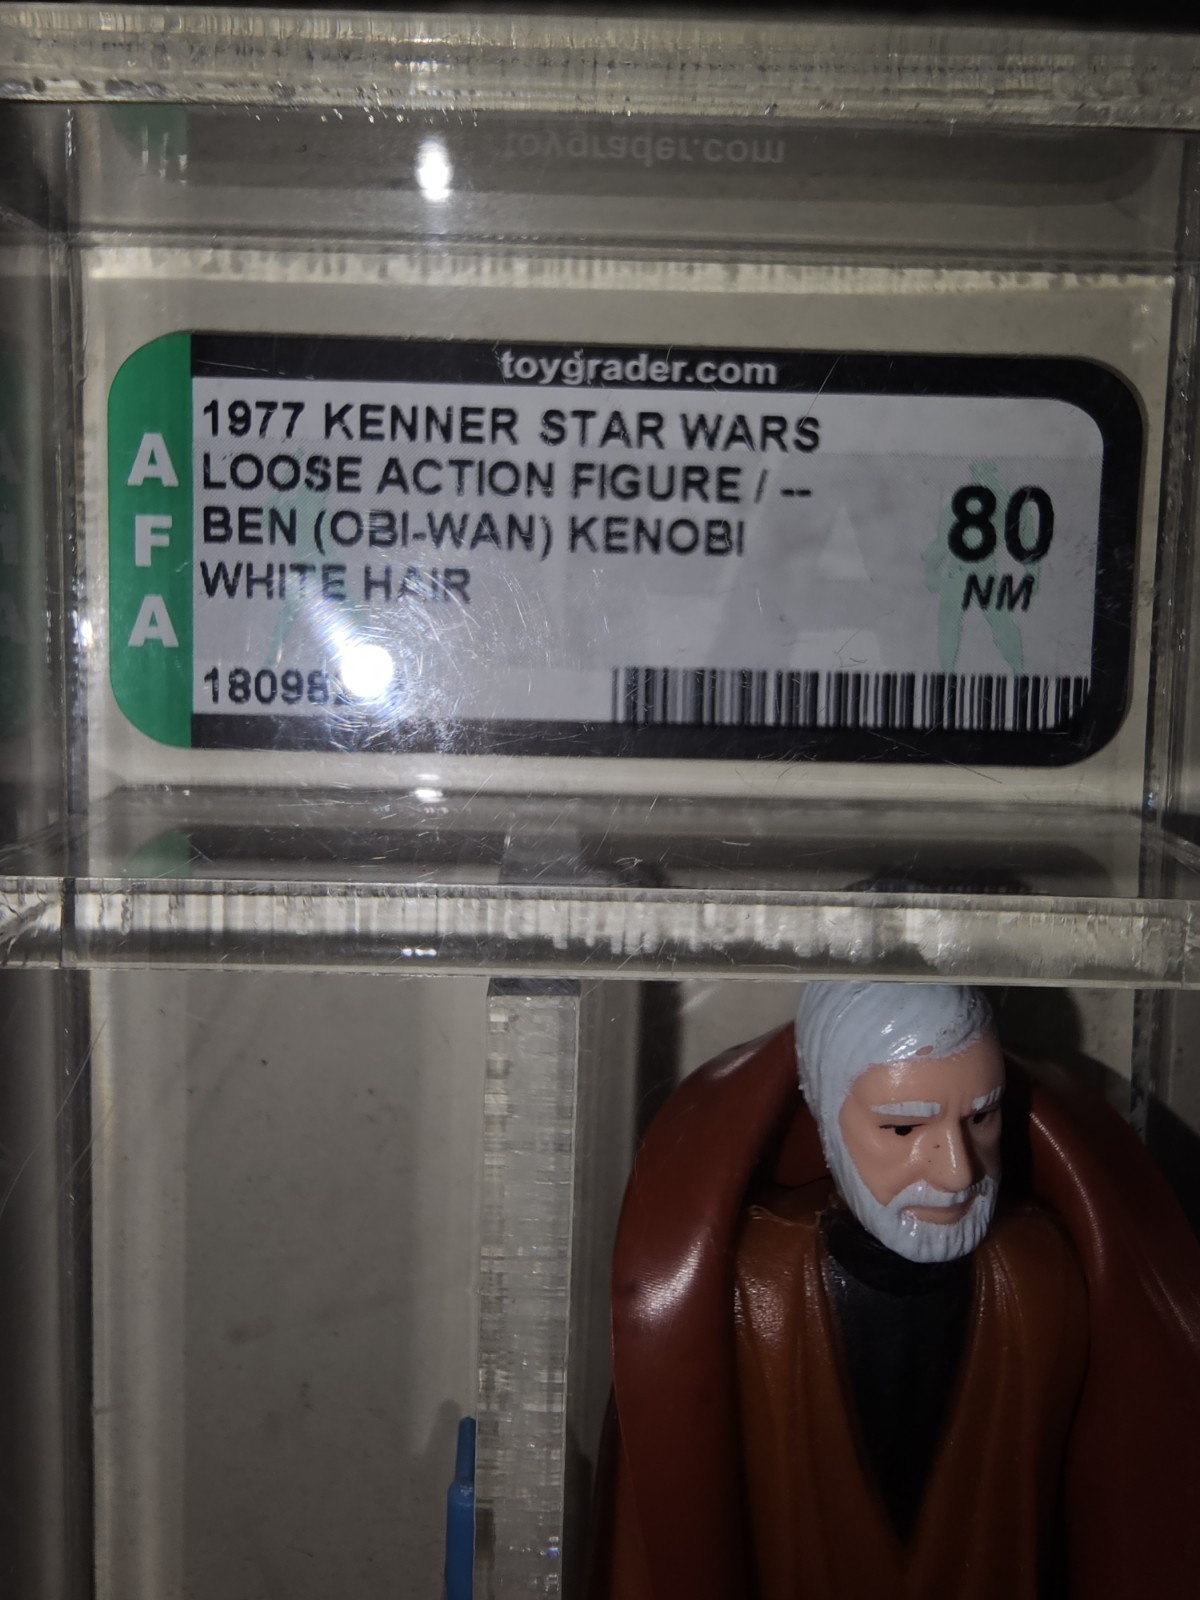 toygrader.com
AFA
1977 KENNER STAR WARS
LOOSE ACTION FIGURE / --
BEN (OBI-WAN) KENOBI
WHITE HAIR
80
NM